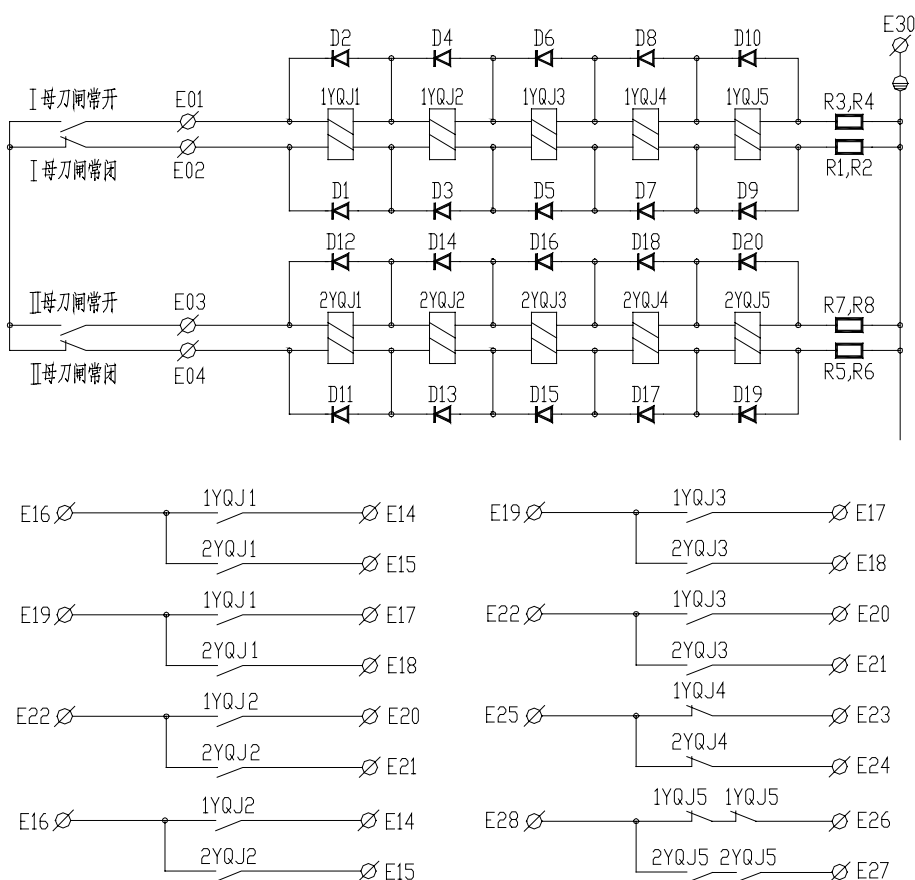 E30
D2 D4 D6 D8 D10
Ⅰ母刀闸常开 E01 1YQJ1 1YQJ2 1YQJ3 1YQJ4 1YQJ5 R3,R4
Ⅰ母刀闸常闭 E02 R1,R2
D1 D3 D5 D7 D9
D12 D14 D16 D18 D20
Ⅱ母刀闸常开 E03 2YQJ1 2YQJ2 2YQJ3 2YQJ4 2YQJ5 R7,R8
Ⅱ母刀闸常闭 E04 R5,R6
D11 D13 D15 D17 D19
E16 1YQJ1 E14
2YQJ1 E15
E19 1YQJ1 E17
2YQJ1 E18
E22 1YQJ2 E20
2YQJ2 E21
E16 1YQJ2 E14
2YQJ2 E15
E19 1YQJ3 E17
2YQJ3 E18
E22 1YQJ3 E20
2YQJ3 E21
E25 1YQJ4 E23
2YQJ4 E24
E28 1YQJ5 1YQJ5 E26
2YQJ5 2YQJ5 E27